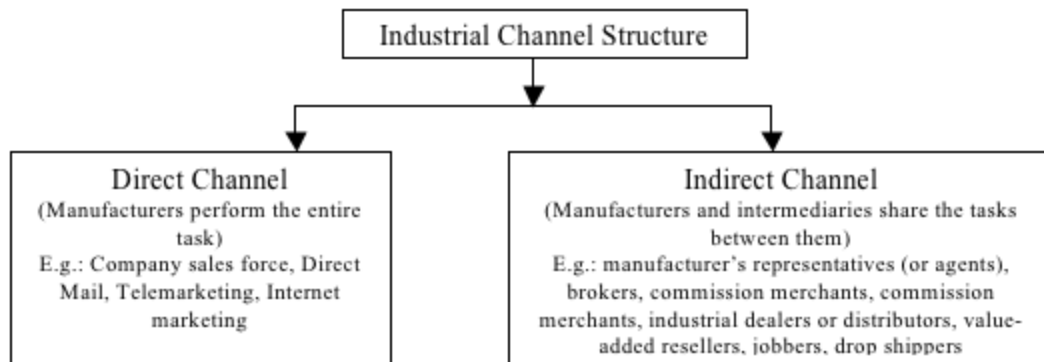 Industrial Channel Structure
Direct Channel
(Manufacturers perform the entire
task)
E.g.: Company sales force, Direct
Mail, Telemarketing, Internet
marketing
Indirect Channel
(Manufacturers and intermediaries share the tasks
between them)
E.g.: manufacturer’s representatives (or agents),
brokers, commission merchants, commission
merchants, industrial dealers or distributors, value-
added resellers, jobbers, drop shippers